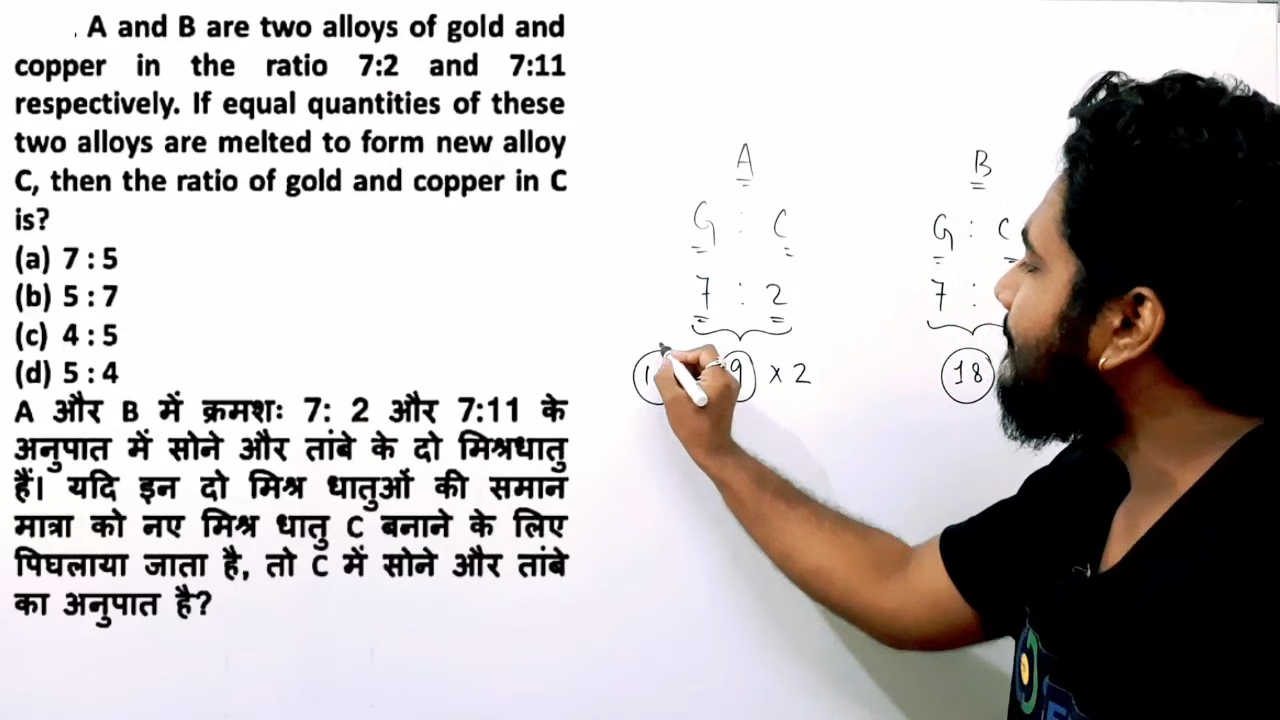 A and B are two alloys of gold and
copper in the ratio 7:2 and 7:11
respectively. If equal quantities of these
two alloys are melted to form new alloy
C, then the ratio of gold and copper in C
is?
(a) 7 : 5
(b) 5 : 7
(c) 4 : 5
(d) 5 : 4
A और B में क्रमशः 7: 2 और 7:11 के
अनुपात में सोने और तांबे के दो मिश्रधातु
हैं। यदि इन दो मिश्र धातुओं की समान
मात्रा को नए मिश्र धातु C बनाने के लिए
पिघलाया जाता है, तो C में सोने और तांबे
का अनुपात है?
A B
G : C G : C
7 : 2 7 :
9 x 2 18